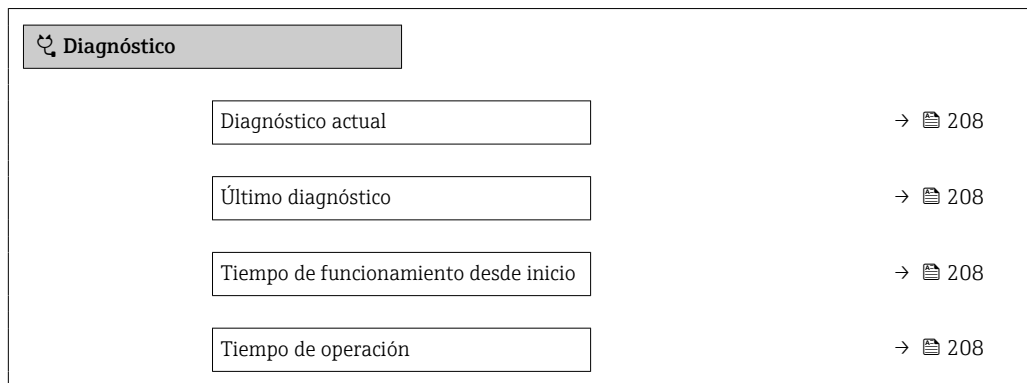 Diagnóstico
Diagnóstico actual → 208
Último diagnóstico → 208
Tiempo de funcionamiento desde inicio → 208
Tiempo de operación → 208